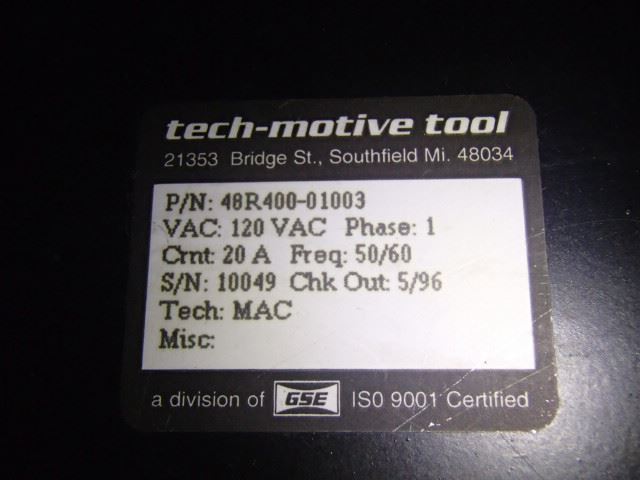 tech-motive tool
21353 Bridge St., Southfield Mi. 48034
P/N: 48R400-01003
VAC: 120 VAC Phase: 1
Crnt: 20 A Freq: 50/60
S/N: 10049 Chk Out: 5/96
Tech: MAC
Misc:
a division of GSE ISO 9001 Certified